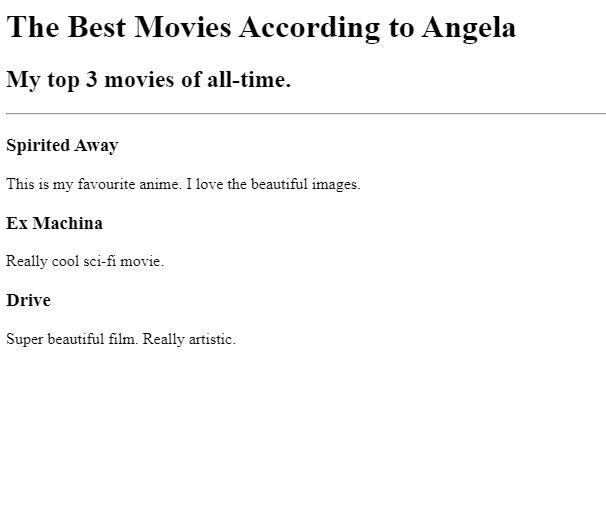 The Best Movies According to Angela
My top 3 movies of all-time.
Spirited Away
This is my favourite anime. I love the beautiful images.
Ex Machina
Really cool sci-fi movie.
Drive
Super beautiful film. Really artistic.